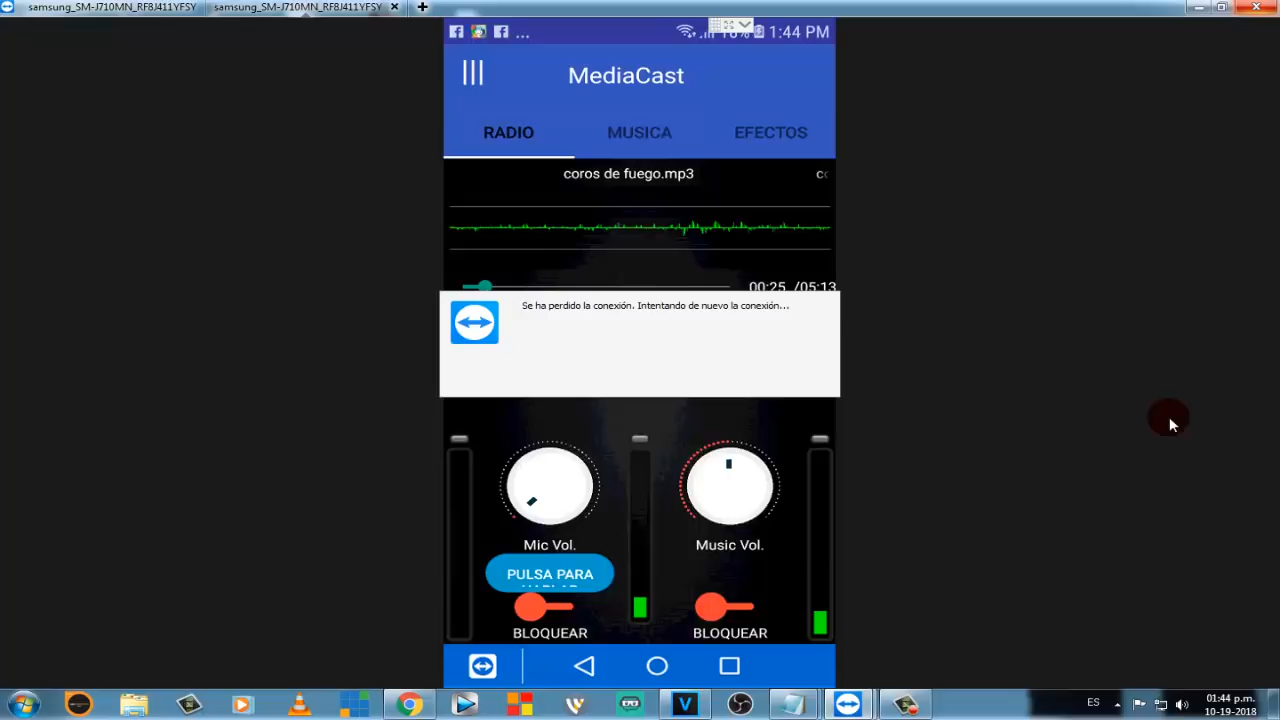 samsung_SM-J710MN_RF8J411YFSY
samsung_SM-J710MN_RF8J411YFSY
... 1:44 PM
MediaCast
RADIO MUSICA EFECTOS
coros de fuego.mp3
00:25 /05:13
Se ha perdido la conexión. Intentando de nuevo la conexión...
Mic Vol. Music Vol.
PULSA PARA
BLOQUEAR BLOQUEAR
ES 01:44 p.m.
10-19-2018